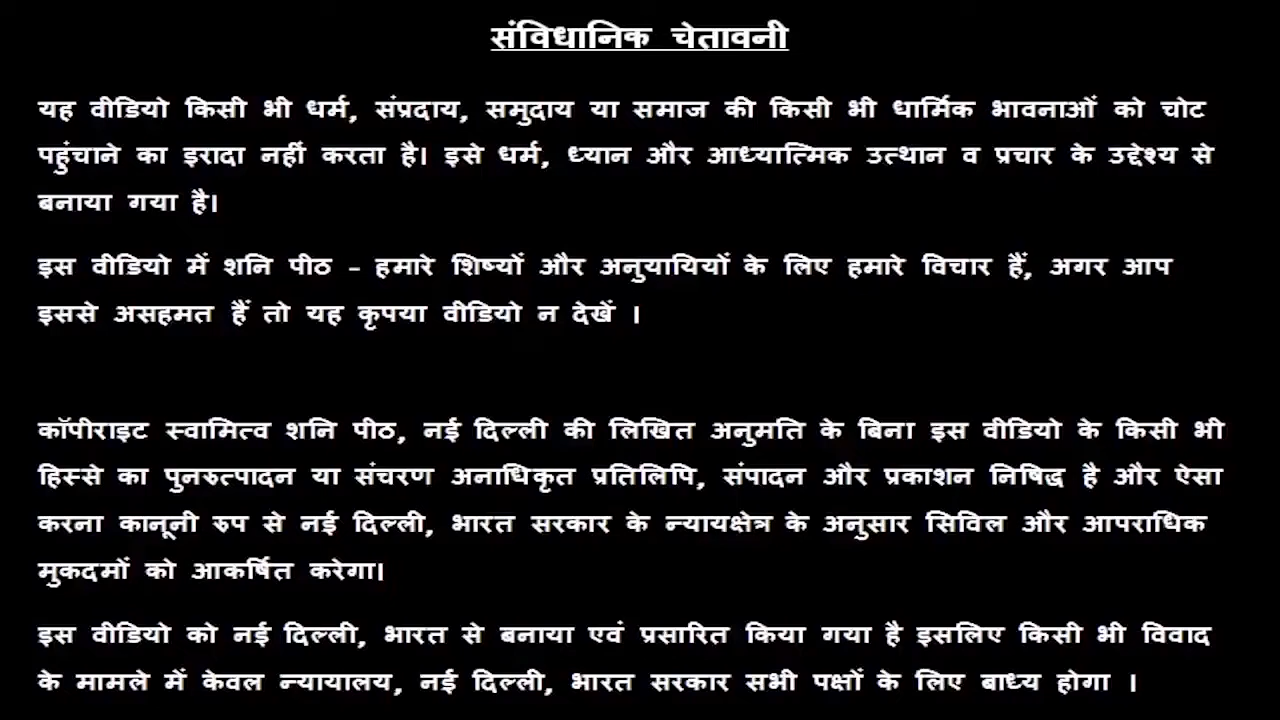 संविधानिक चेतावनी
यह वीडियो किसी भी धर्म, संप्रदाय, समुदाय या समाज की किसी भी धार्मिक भावनाओं को चोट
पहुंचाने का इरादा नहीं करता है। इसे धर्म, ध्यान और आध्यात्मिक उत्थान व प्रचार के उद्देश्य से
बनाया गया है।
इस वीडियो में शनि पीठ – हमारे शिष्यों और अनुयायियों के लिए हमारे विचार हैं, अगर आप
इससे असहमत हैं तो यह कृपया वीडियो न देखें ।
कॉपीराइट स्वामित्व शनि पीठ, नई दिल्ली की लिखित अनुमति के बिना इस वीडियो के किसी भी
हिस्से का पुनरुत्पादन या संचरण अनाधिकृत प्रतिलिपि, संपादन और प्रकाशन निषिद्ध है और ऐसा
करना कानूनी रुप से नई दिल्ली, भारत सरकार के न्यायक्षेत्र के अनुसार सिविल और आपराधिक
मुकदमों को आकर्षित करेगा।
इस वीडियो को नई दिल्ली, भारत से बनाया एवं प्रसारित किया गया है इसलिए किसी भी विवाद
के मामले में केवल न्यायालय, नई दिल्ली, भारत सरकार सभी पक्षों के लिए बाध्य होगा ।